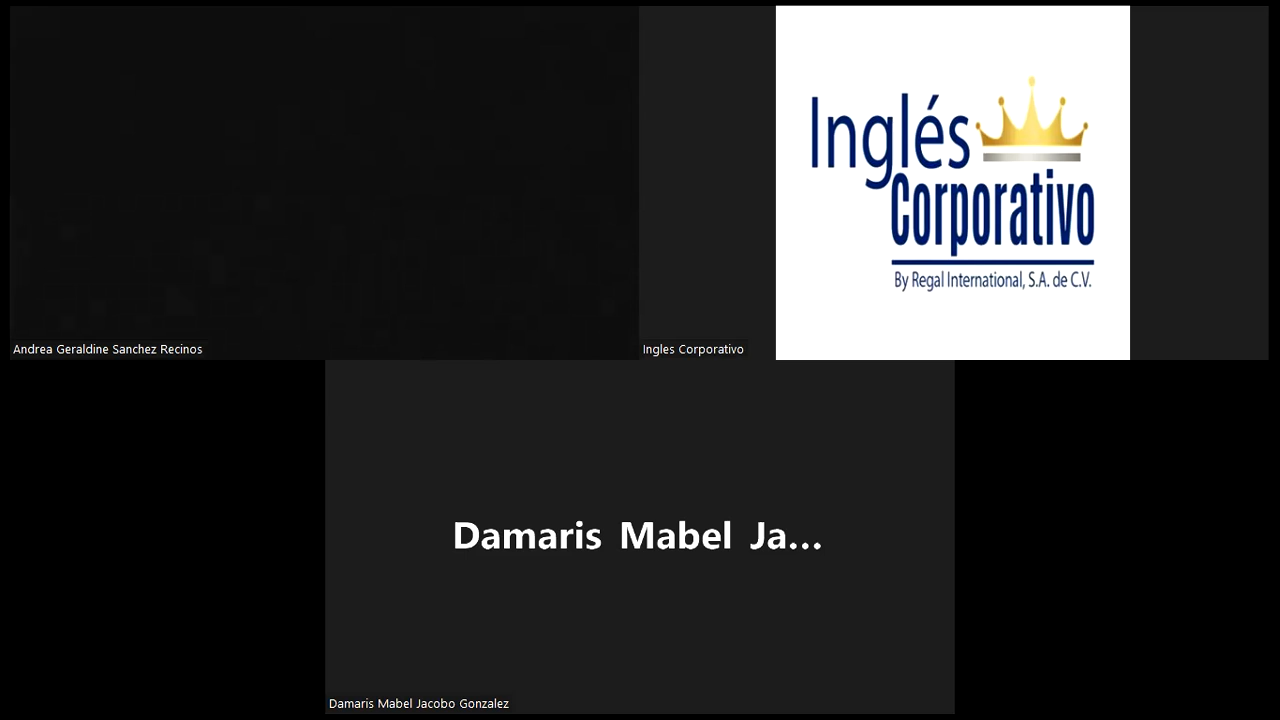 Inglés
Corporativo
By Regal International, S.A. de C.V.
Andrea Geraldine Sanchez Recinos
Ingles Corporativo
Damaris Mabel Ja...
Damaris Mabel Jacobo Gonzalez